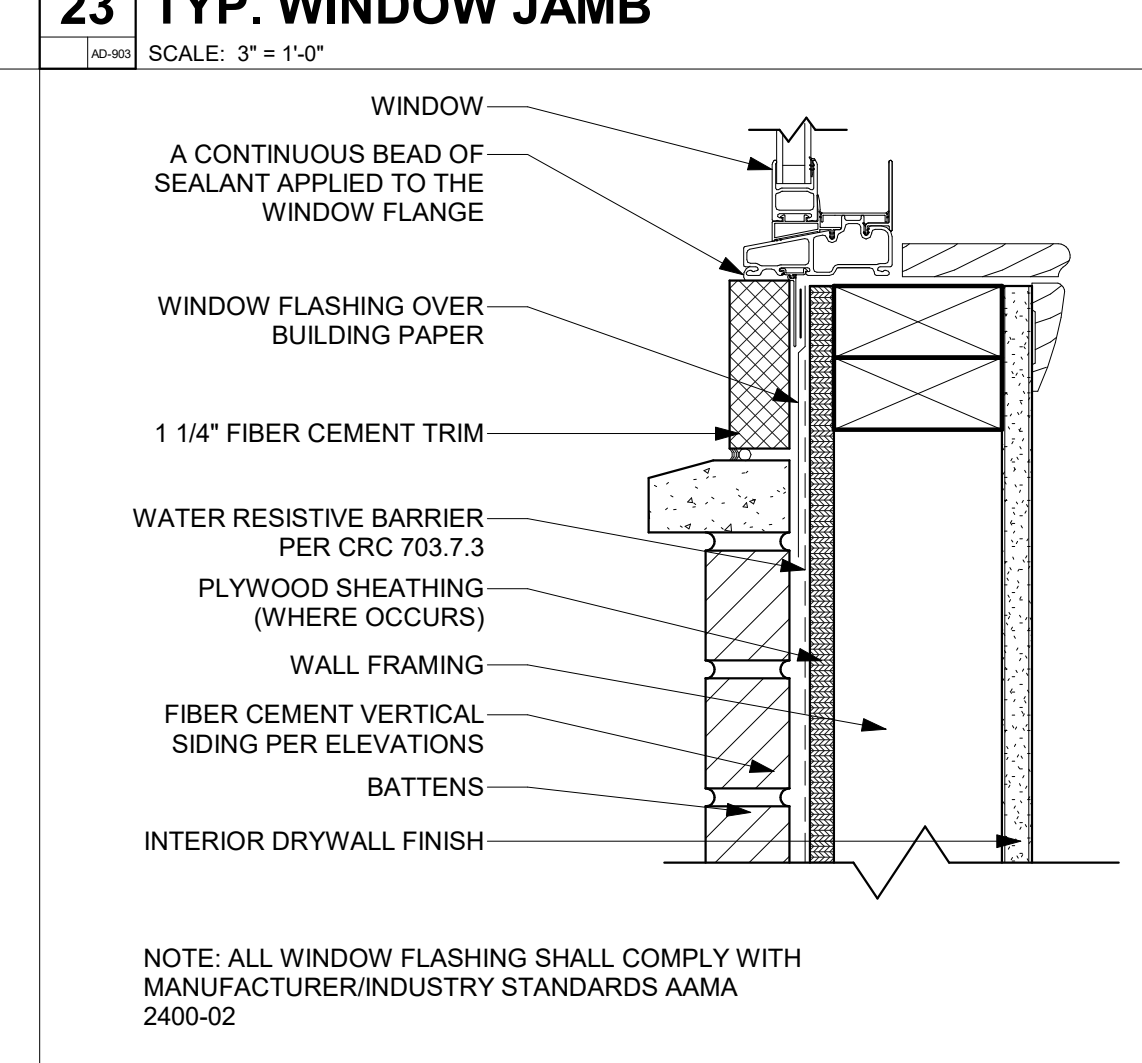 23 TYP. WINDOW JAMB
AD-903 SCALE: 3" = 1'-0"
WINDOW
A CONTINUOUS BEAD OF
SEALANT APPLIED TO THE
WINDOW FLANGE
WINDOW FLASHING OVER
BUILDING PAPER
1 1/4" FIBER CEMENT TRIM
WATER RESISTIVE BARRIER
PER CRC 703.7.3
PLYWOOD SHEATHING
(WHERE OCCURS)
WALL FRAMING
FIBER CEMENT VERTICAL
SIDING PER ELEVATIONS
BATTENS
INTERIOR DRYWALL FINISH
NOTE: ALL WINDOW FLASHING SHALL COMPLY WITH
MANUFACTURER/INDUSTRY STANDARDS AAMA
2400-02